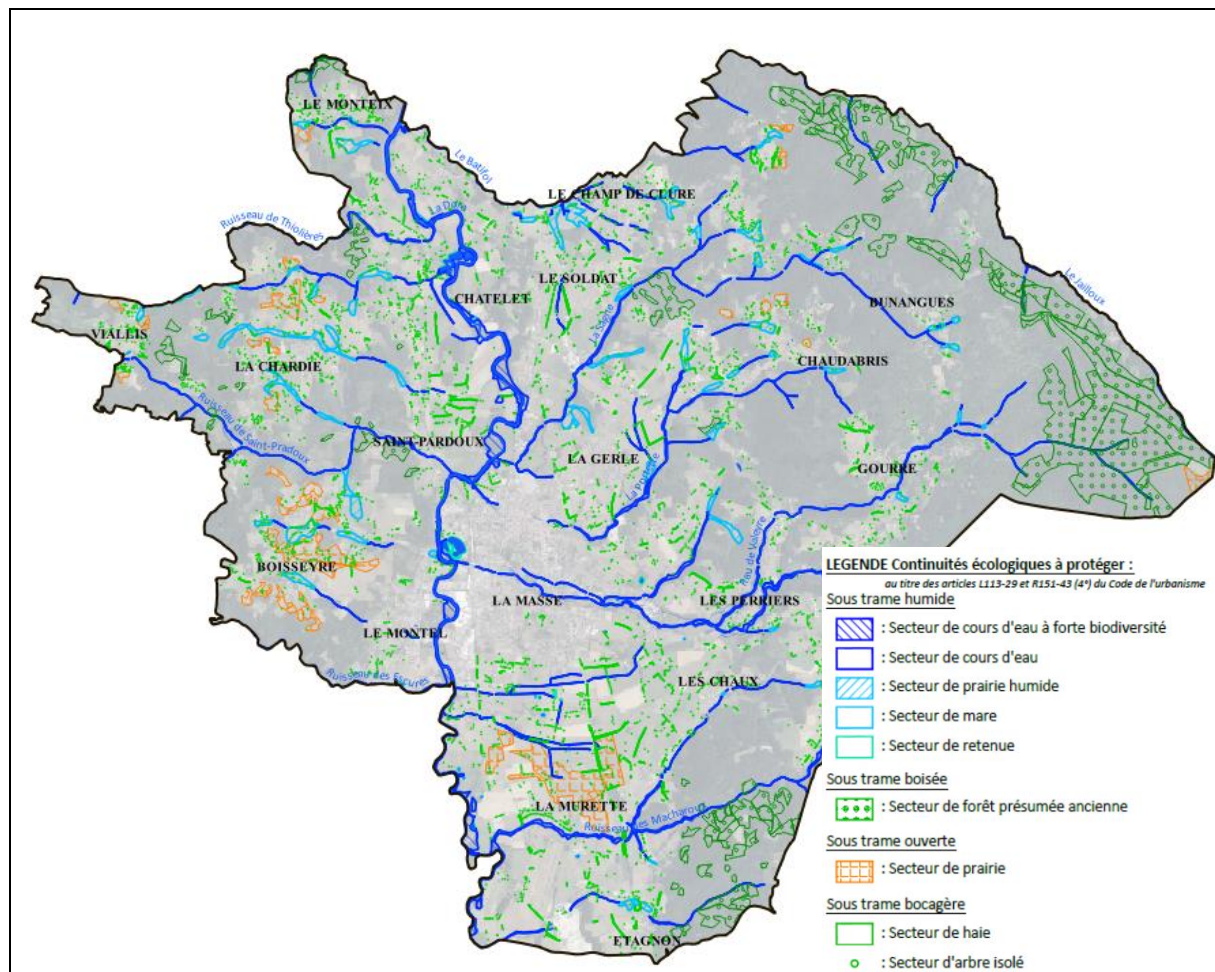 LE MONTEIX
Le Batifol
LE CHAMP DE CLURE
Ruisseau de Thiolières
La Dore
LE SOLDAT
CHATELET
BUNANGUES
Le Jailloux
VIALLIS
La Sagne
LA CHARDIE
CHAUDABRIS
Ruisseau de Saint-Pradoux
SAINT-PARDOUX
LA GERLE
GOURRE
BOISSEYRE
LA MASSE
LES PERRIERS
Rau de Valeyre
LE MONTEL
Ruisseau des Escures
LES CHAUX
LA MURETTE
Ruisseau des
ETAGNON
LEGENDE Continuités écologiques à protéger :
au titre des articles L113-29 et R151-43 (4°) du Code de l'urbanisme
Sous trame humide
: Secteur de cours d'eau à forte biodiversité
: Secteur de cours d'eau
: Secteur de prairie humide
: Secteur de mare
: Secteur de retenue
Sous trame boisée
: Secteur de forêt présumée ancienne
Sous trame ouverte
: Secteur de prairie
Sous trame bocagère
: Secteur de haie
: Secteur d'arbre isolé